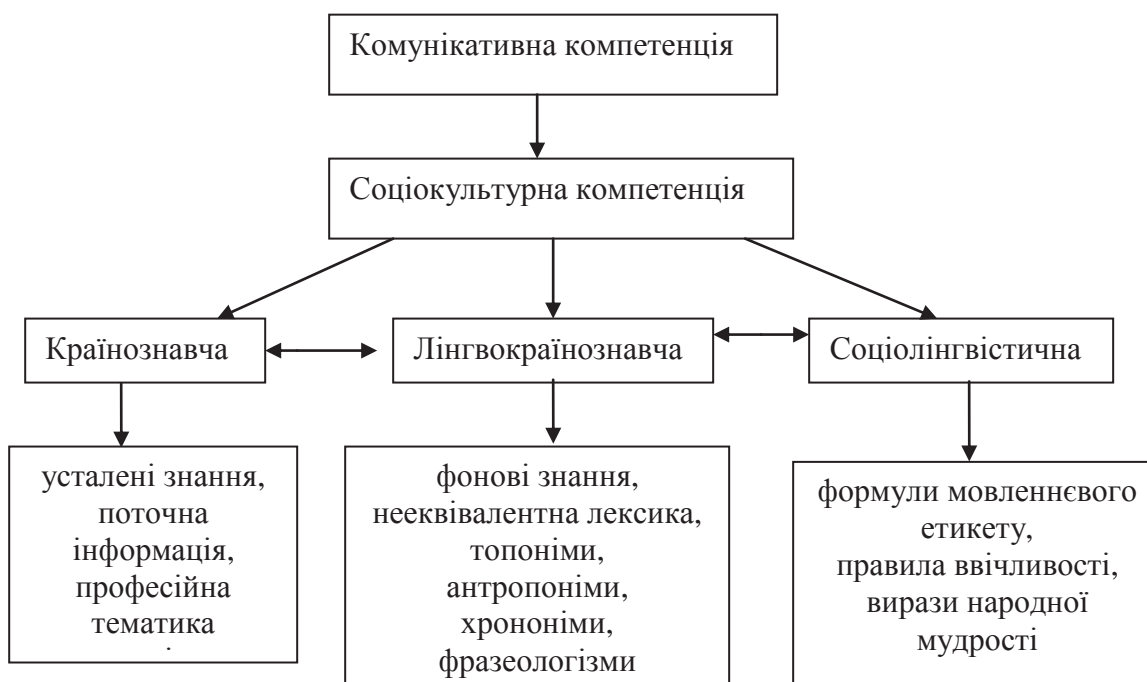 Комунікативна компетенція
Соціокультурна компетенція
Країнознавча
Лінгвокраїнознавча
Соціолінгвістична
усталені знання,
поточна
інформація,
професійна
тематика
фонові знання,
нееквівалентна лексика,
топоніми,
антропоніми,
хрононіми,
фразеологізми
формули мовленнєвого
етикету,
правила ввічливості,
вирази народної
мудрості